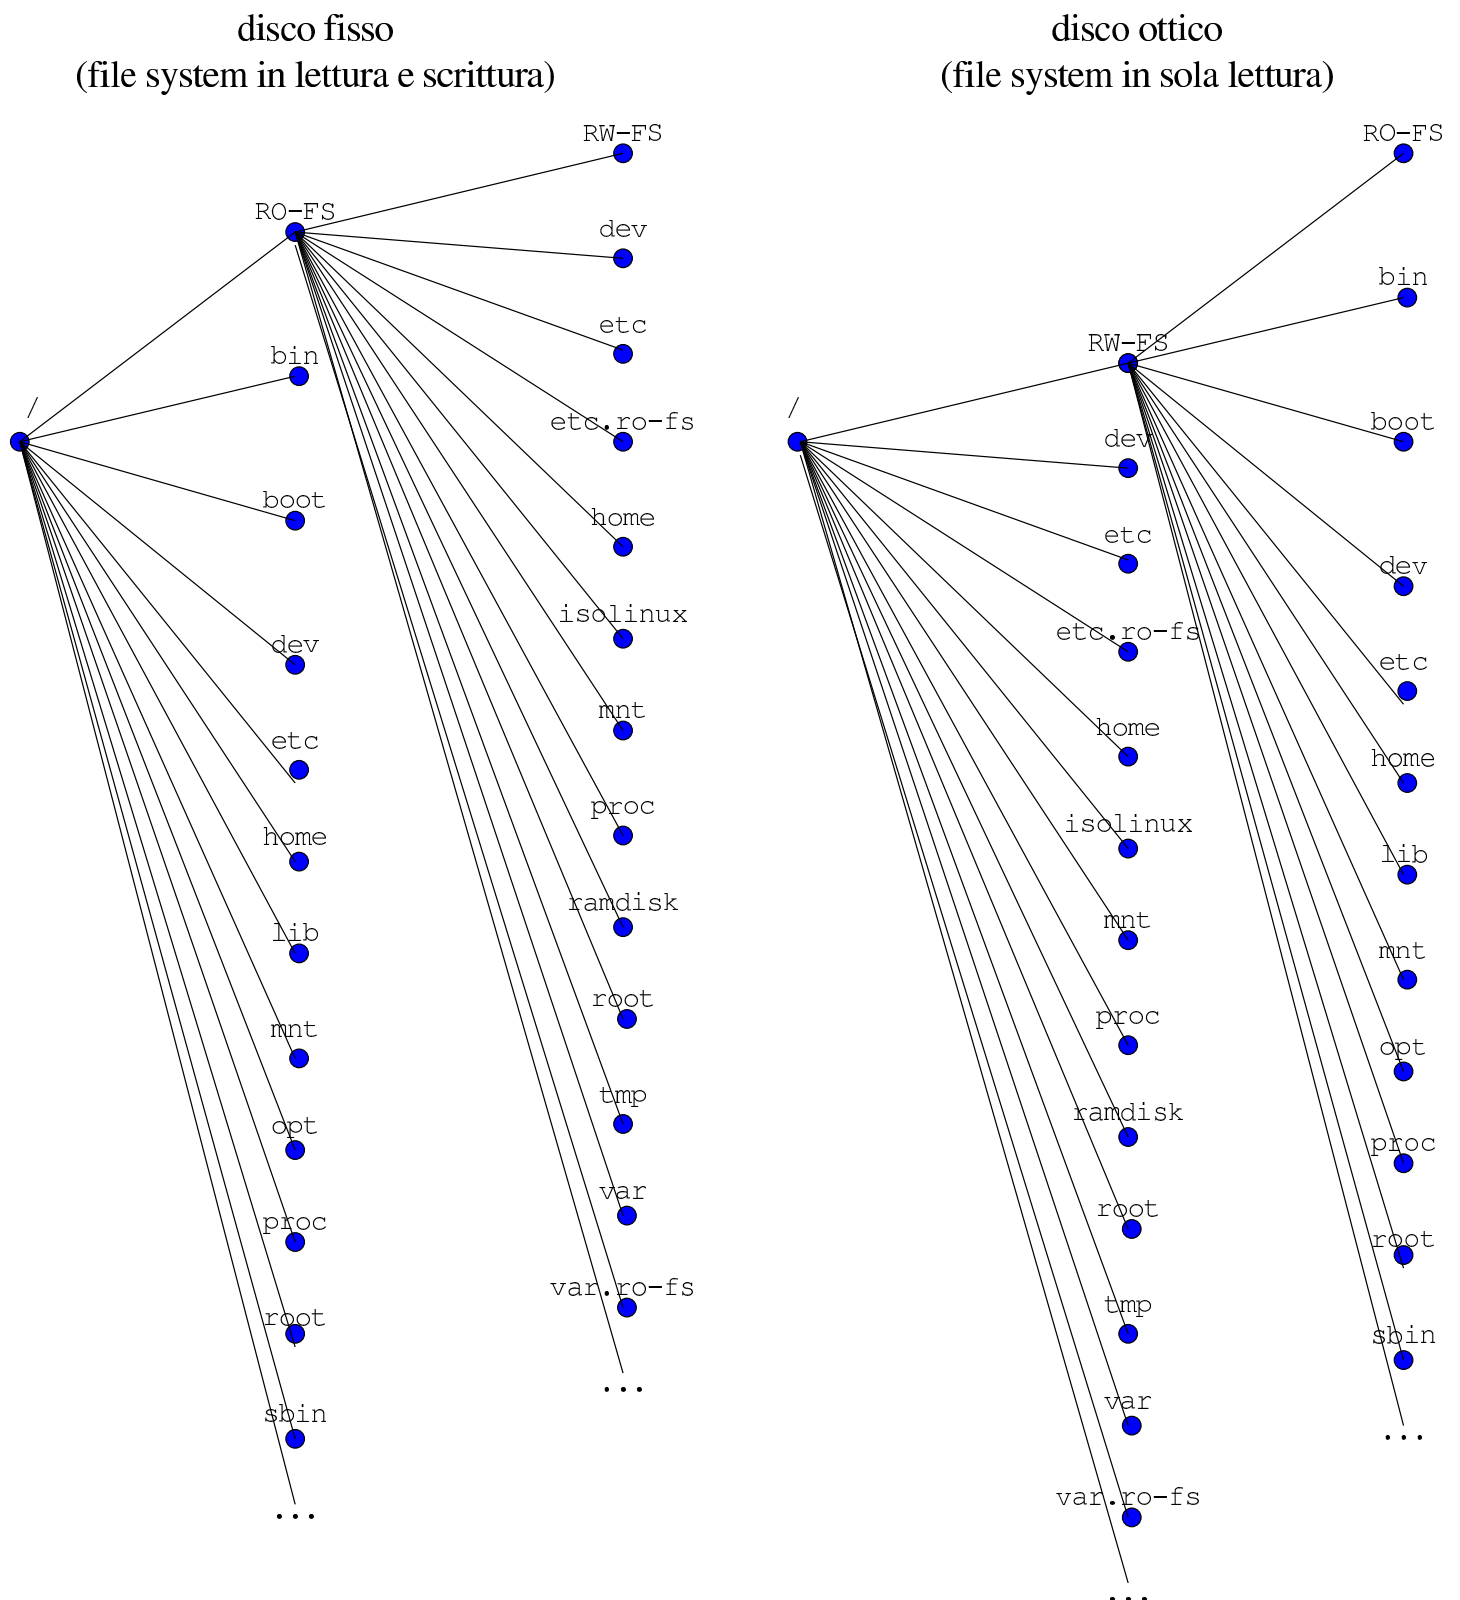 disco fisso
(file system in lettura e scrittura)
RW-FS
RO-FS
dev
etc
bin
/
etc.ro-fs
boot
home
isolinux
dev
mnt
etc
proc
home
ramdisk
lib
root
mnt
tmp
opt
var
proc
var.ro-fs
root
...
sbin
...
disco ottico
(file system in sola lettura)
RO-FS
bin
RW-FS
/
boot
dev
etc
dev
etc.ro-fs
etc
home
home
isolinux
lib
mnt
mnt
proc
opt
ramdisk
proc
root
root
tmp
sbin
var
...
var.ro-fs
...